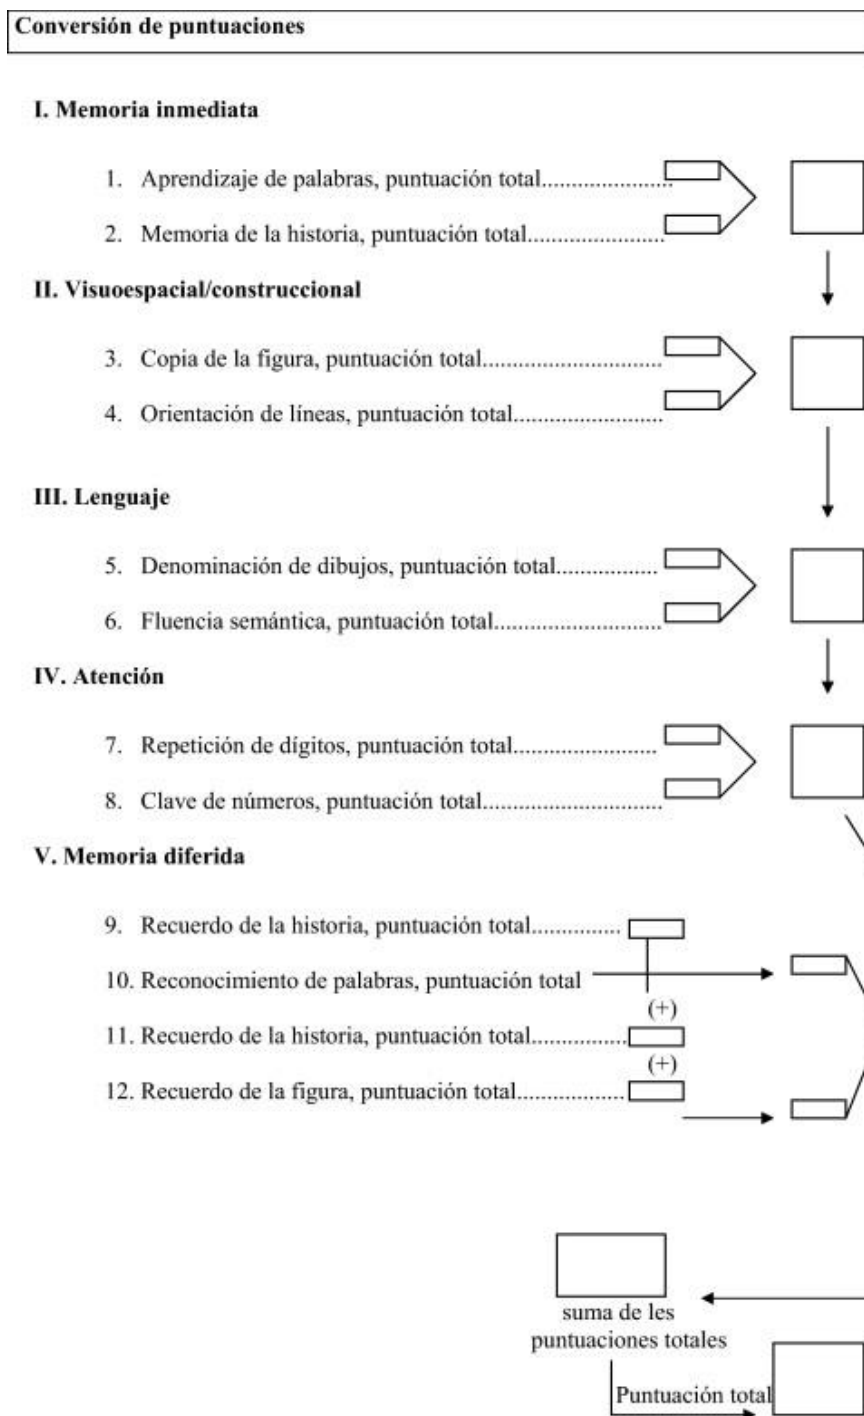 Conversión de puntuaciones
I. Memoria inmediata
1. Aprendizaje de palabras, puntuación total......................
2. Memoria de la historia, puntuación total.......................
II. Visuoespacial/construccional
3. Copia de la figura, puntuación total..............................
4. Orientación de líneas, puntuación total.........................
III. Lenguaje
5. Denominación de dibujos, puntuación total.................
6. Fluencia semántica, puntuación total............................
IV. Atención
7. Repetición de dígitos, puntuación total........................
8. Clave de números, puntuación total..............................
V. Memoria diferida
9. Recuerdo de la historia, puntuación total...............
10. Reconocimiento de palabras, puntuación total
(+)
11. Recuerdo de la historia, puntuación total................
(+)
12. Recuerdo de la figura, puntuación total..................
suma de les
puntuaciones totales
Puntuación total